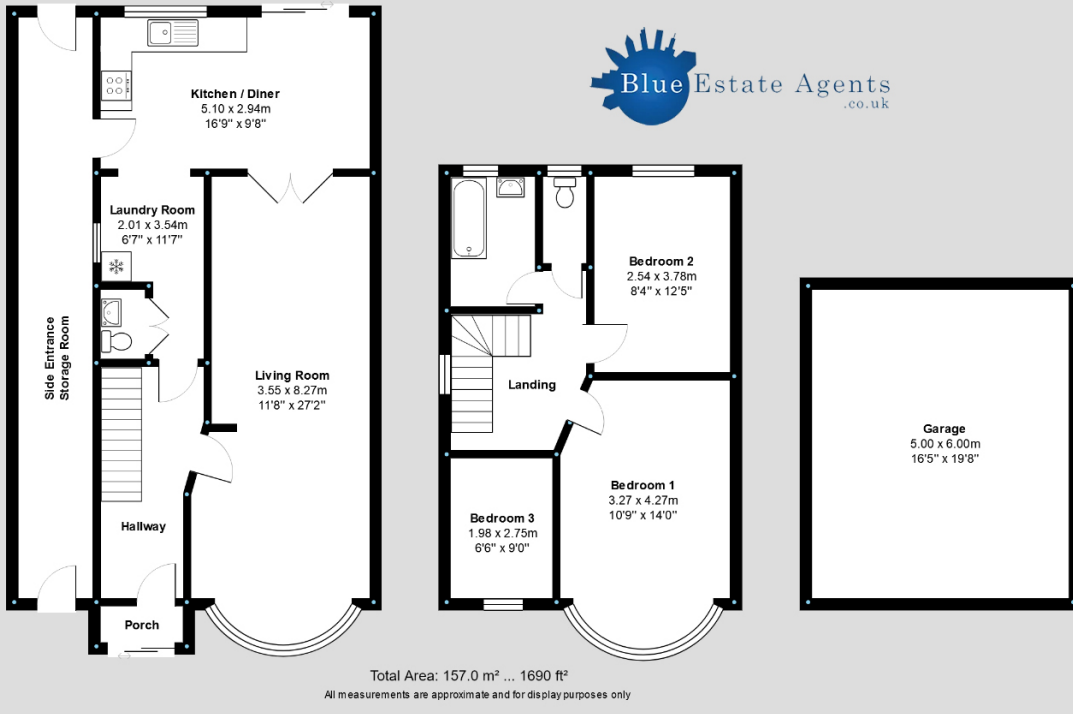 Blue Estate Agents
.co.uk
Kitchen / Diner
5.10 x 2.94m
16'9" x 9'8"
Laundry Room
2.01 x 3.54m
6'7" x 11'7"
Side Entrance
Storage Room
Living Room
3.55 x 8.27m
11'8" x 27'2"
Hallway
Porch
Bedroom 2
2.54 x 3.78m
8'4" x 12'5"
Landing
Bedroom 1
3.27 x 4.27m
10'9" x 14'0"
Bedroom 3
1.98 x 2.75m
6'6" x 9'0"
Garage
5.00 x 6.00m
16'5" x 19'8"
Total Area: 157.0 m² ... 1690 ft²
All measurements are approximate and for display purposes only